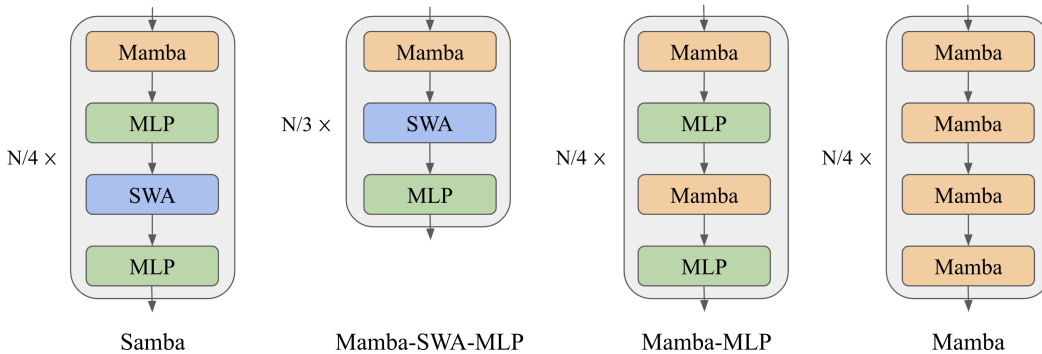 Mamba
MLP
N/4 ×
SWA
MLP
Samba
Mamba
N/3 ×
SWA
MLP
Mamba-SWA-MLP
Mamba
MLP
N/4 ×
Mamba
MLP
Mamba-MLP
Mamba
Mamba
N/4 ×
Mamba
Mamba
Mamba